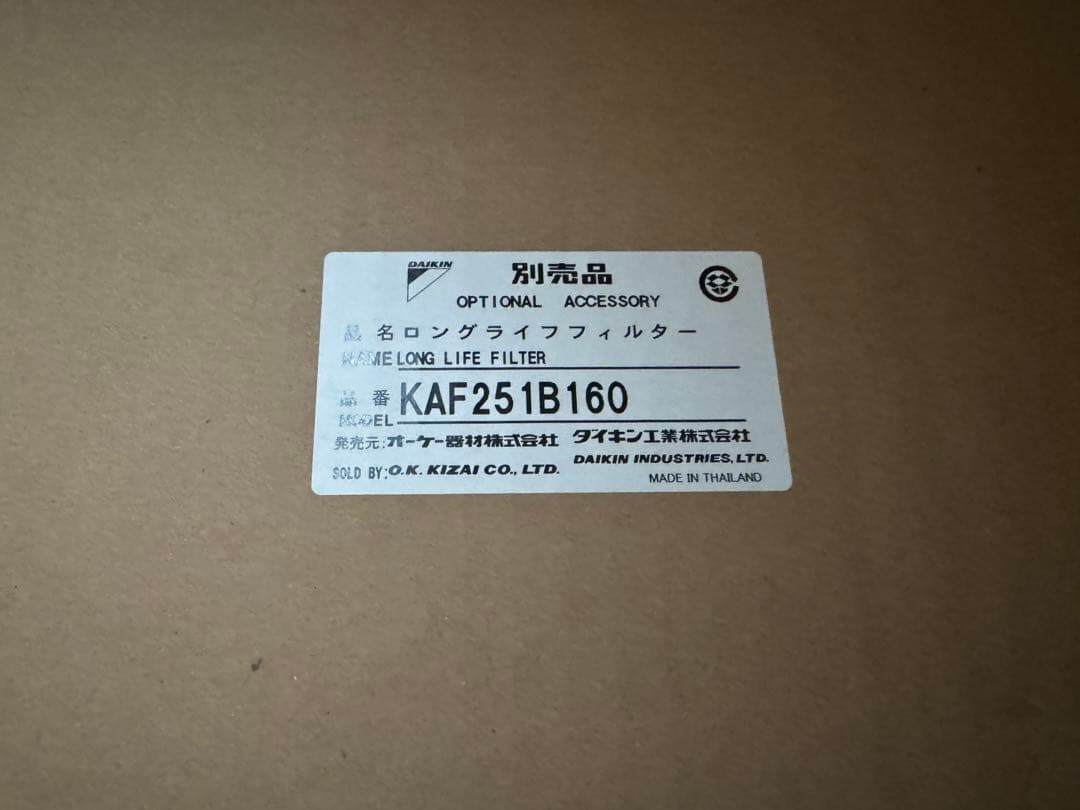 DAIKIN
別売品
OPTIONAL ACCESSORY
品名ロングライフフィルター
NAME LONG LIFE FILTER
品番 KAF251B160
MODEL
発売元:オーケー器材株式会社 ダイキン工業株式会社
SOLD BY:O.K. KIZAI CO., LTD. DAIKIN INDUSTRIES, LTD.
MADE IN THAILAND